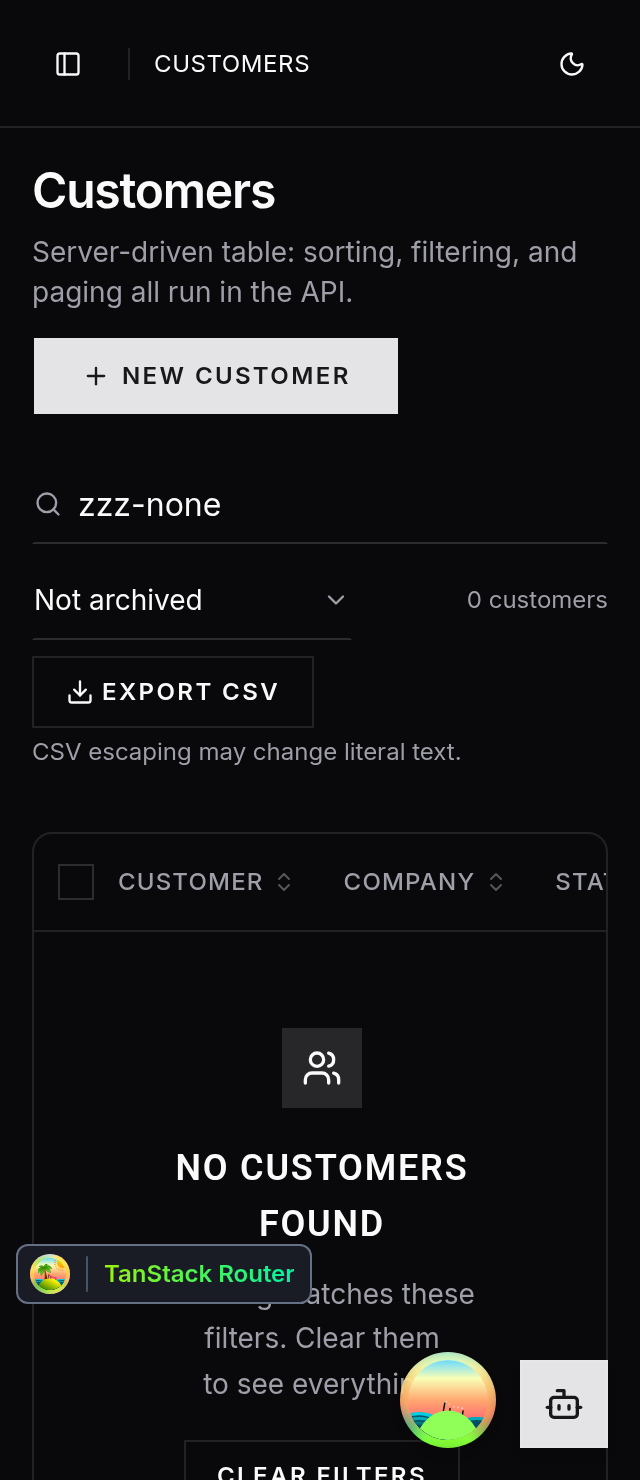 CUSTOMERS
Customers
Server-driven table: sorting, filtering, and
paging all run in the API.
NEW CUSTOMER
zzz-none
Not archived
0 customers
EXPORT CSV
CSV escaping may change literal text.
CUSTOMER COMPANY
NO CUSTOMERS
FOUND
TanStack Router
these
filters. Clear them
to see
CLEAR FILTERS